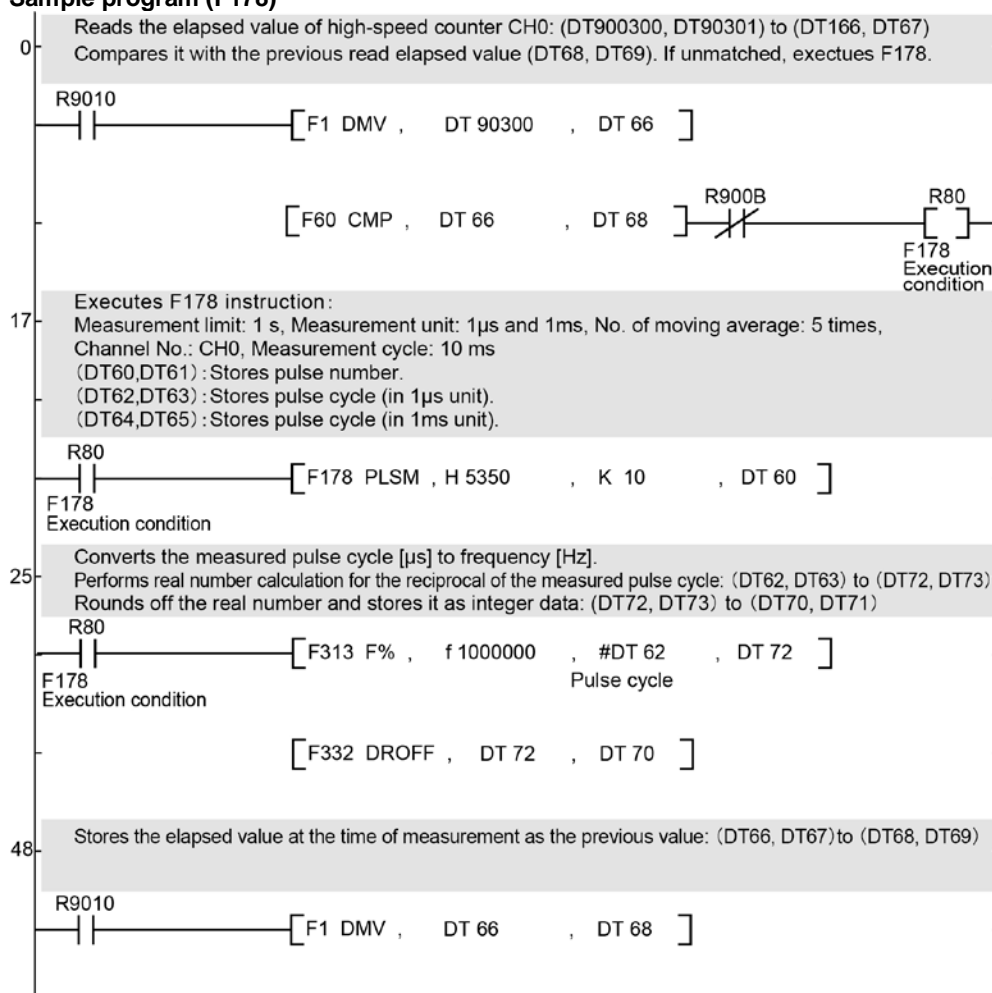 Sample program (F178)
Reads the elapsed value of high-speed counter CH0: (DT900300, DT90301) to (DT166, DT67)
0
Compares it with the previous read elapsed value (DT68, DT69). If unmatched, exectues F178.
R9010
F1 DMV , DT 90300 , DT 66
R900B R80
F60 CMP , DT 66 , DT 68
F178
Execution
condition
Executes F178 instruction:
17
Measurement limit: 1 s, Measurement unit: 1µs and 1ms, No. of moving average: 5 times,
Channel No.: CH0, Measurement cycle: 10 ms
(DT60,DT61):Stores pulse number.
(DT62,DT63):Stores pulse cycle (in 1µs unit).
(DT64,DT65):Stores pulse cycle (in 1ms unit).
R80
F178 PLSM , H 5350 , K 10 , DT 60
F178
Execution condition
Converts the measured pulse cycle [µs] to frequency [Hz].
25
Performs real number calculation for the reciprocal of the measured pulse cycle: (DT62, DT63) to (DT72, DT73)
Rounds off the real number and stores it as integer data: (DT72, DT73) to (DT70, DT71)
R80
F313 F% , f 1000000 , #DT 62 , DT 72
F178 Pulse cycle
Execution condition
F332 DROFF , DT 72 , DT 70
Stores the elapsed value at the time of measurement as the previous value: (DT66, DT67)to (DT68, DT69)
48
R9010
F1 DMV , DT 66 , DT 68